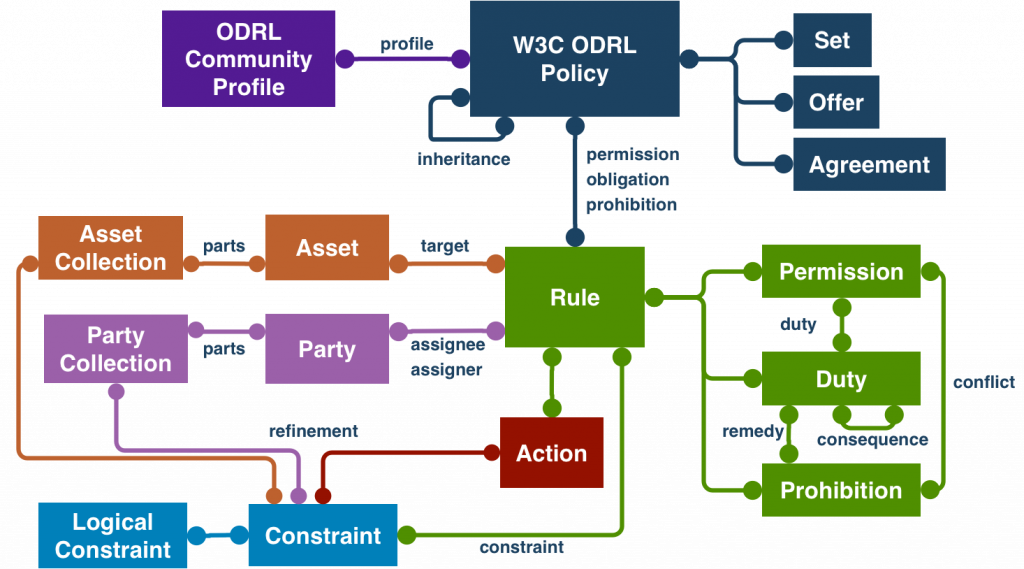 ODRL
Community
Profile
profile
W3C ODRL
Policy
Set
Offer
Agreement
inheritance
permission
obligation
prohibition
Asset
Collection
parts
Asset
target
Rule
Permission
Party
Collection
parts
Party
assignee
assigner
duty
Duty
conflict
remedy
consequence
Prohibition
refinement
Action
Logical
Constraint
Constraint
constraint